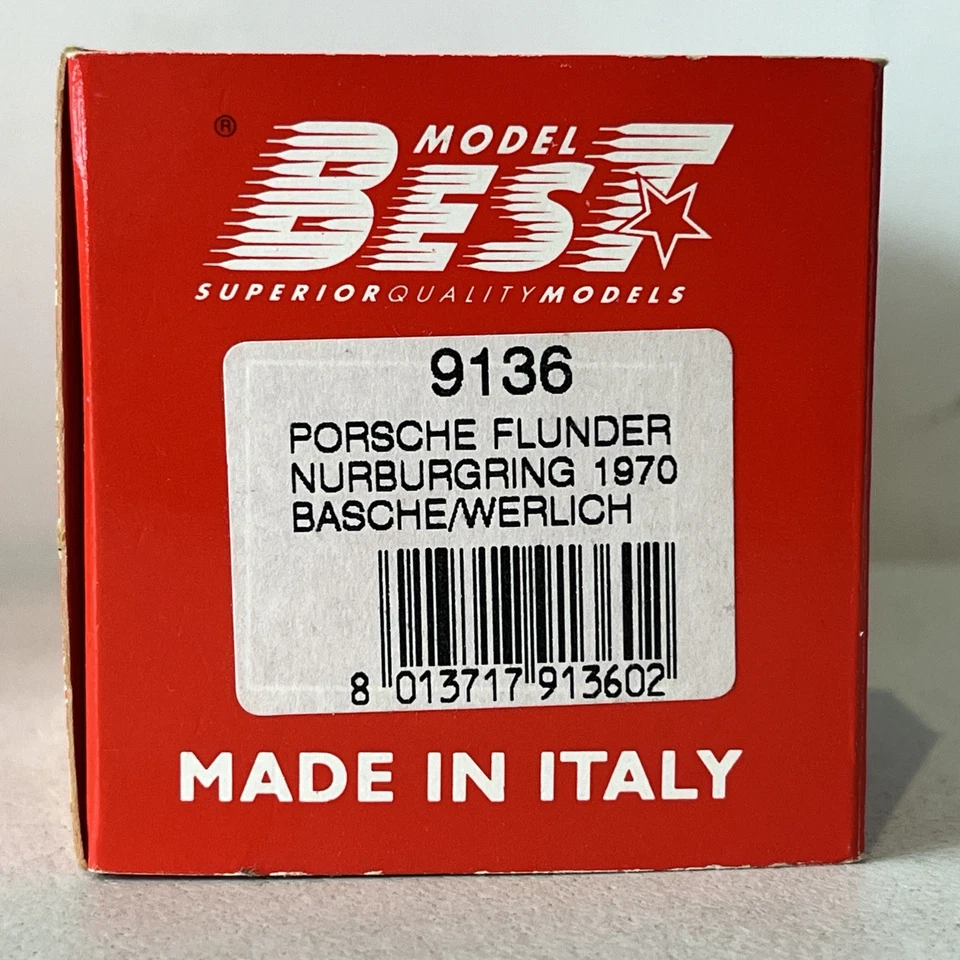 ®
MODEL
BEST
SUPERIORQUALITYMODELS
9136
PORSCHE FLUNDER
NURBURGRING 1970
BASCHE/WERLICH
8 013717 913602
MADE IN ITALY